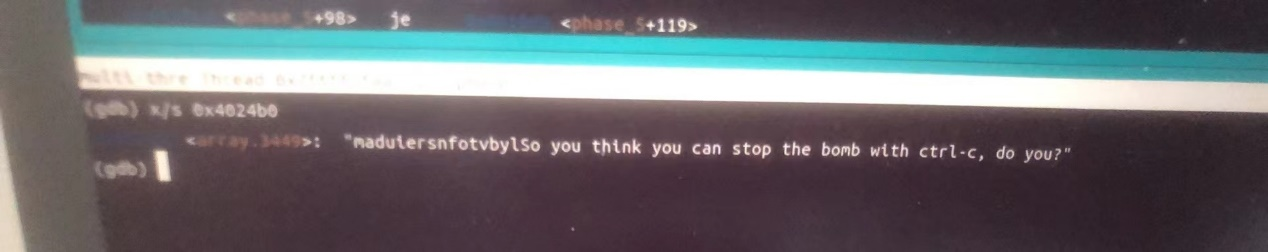 <phase_5+98> je <phase_5+119>
(gdb) x/s 0x4024b0
<array.3449>: "maduiersnfotvbylSo you think you can stop the bomb with ctrl-c, do you?"
(gdb)